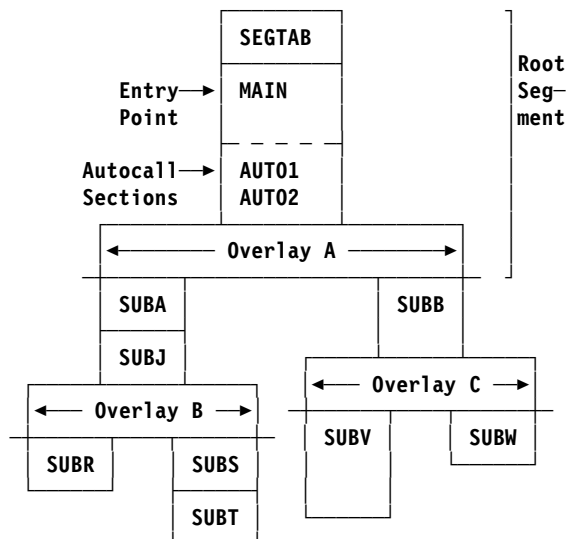 SEGTAB
Root
Entry MAIN Seg–
Point ment
Autocall AUTO1
Sections AUTO2
Overlay A
SUBA SUBB
SUBJ
Overlay C
Overlay B
SUBV SUBW
SUBR SUBS
SUBT